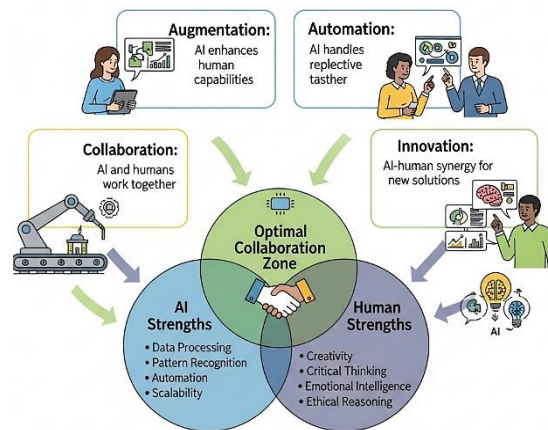 Augmentation:
AI enhances
human
capabilities
Automation:
AI handles
replective
tasther
Collaboration:
AI and humans
work together
Innovation:
AI-human synergy for
new solutions
Optimal
Collaboration
Zone
AI
Strengths
• Data Processing
• Pattern Recognition
• Automation
• Scalability
Human
Strengths
• Creativity
• Critical Thinking
• Emotional Intelligence
• Ethical Reasoning
AI